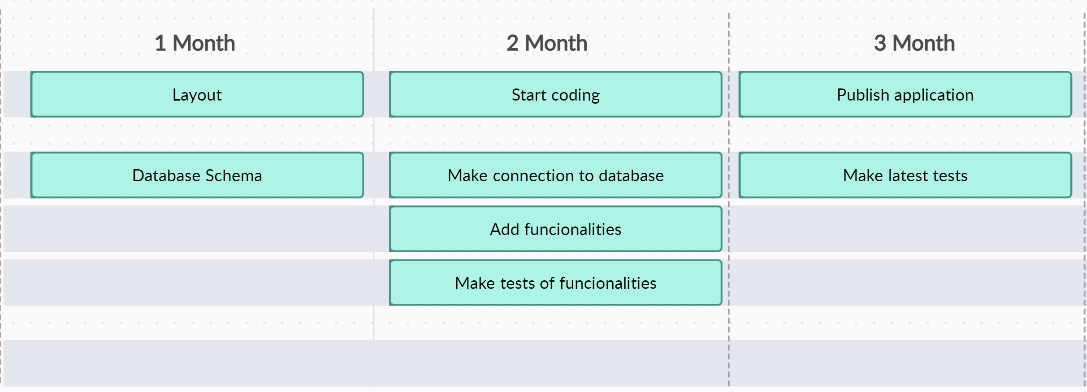 1 Month
2 Month
3 Month
Layout
Start coding
Publish application
Database Schema
Make connection to database
Make latest tests
Add funcionalities
Make tests of funcionalities